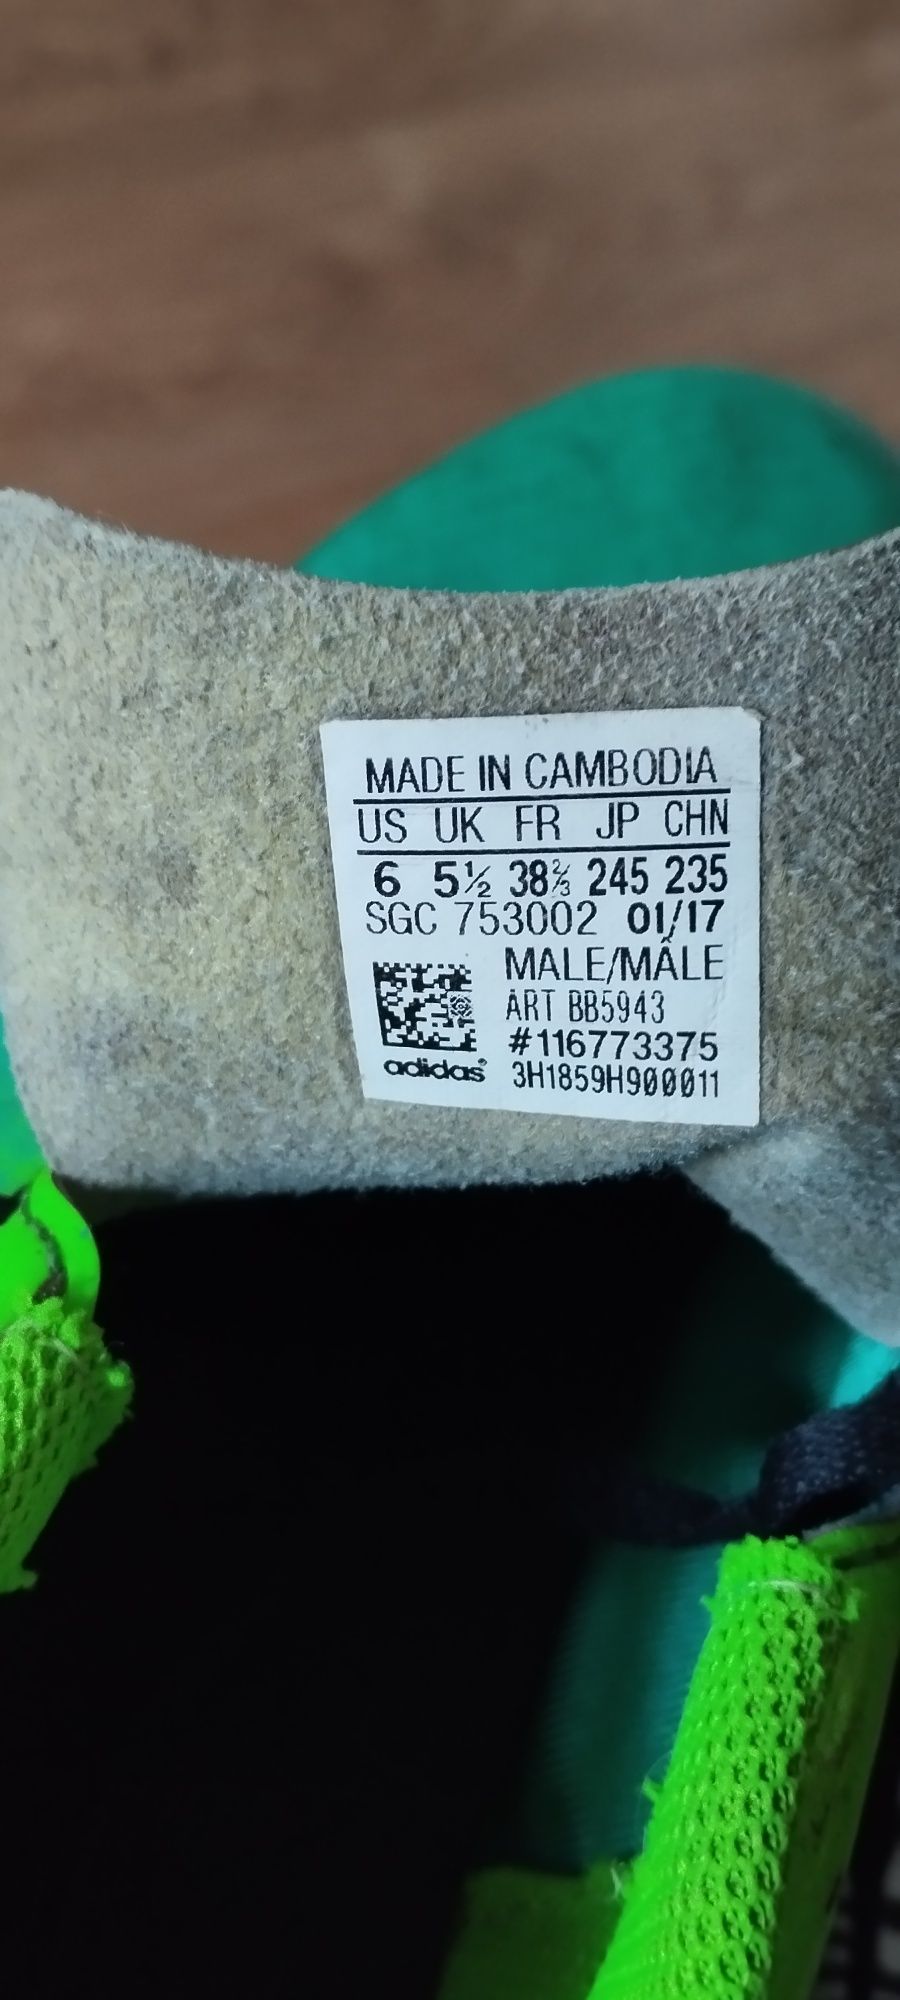 MADE IN CAMBODIA
US UK FR JP CHN
6 5½ 38⅔ 245 235
SGC 753002 01/17
MALE/MÂLE
ART BB5943
#116773375
adidas 3H1859H900011